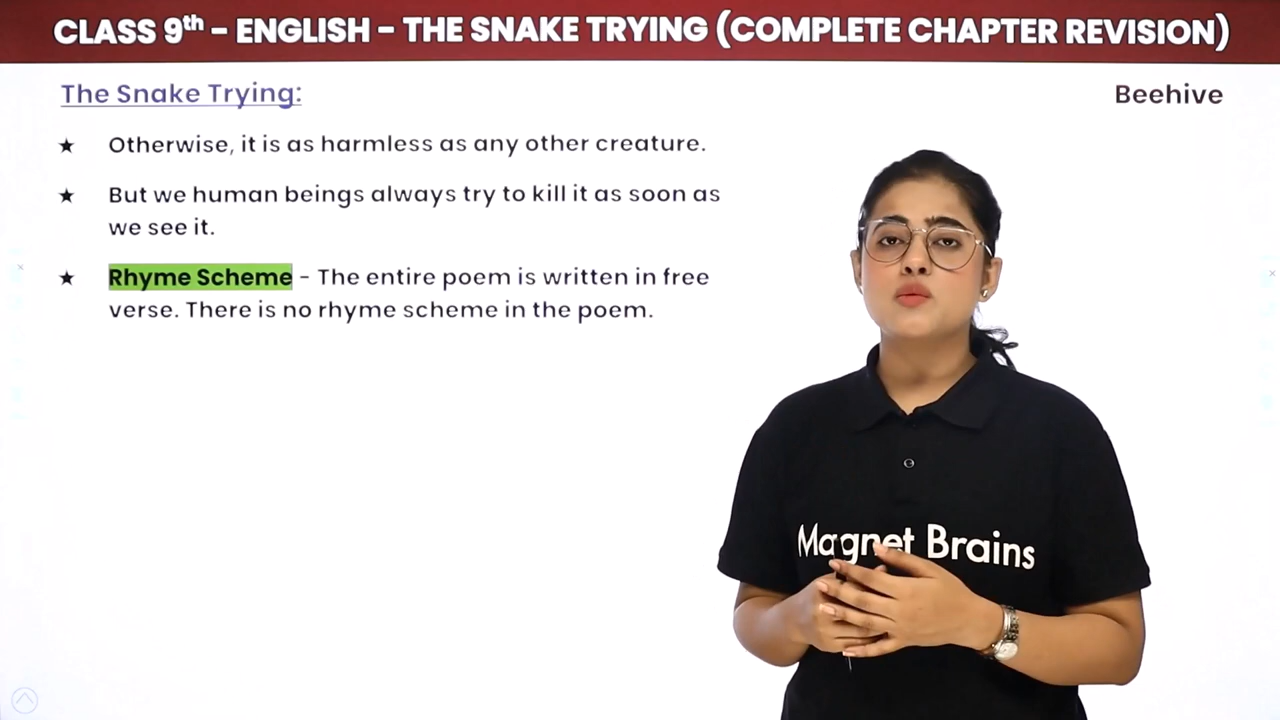 CLASS 9th - ENGLISH - THE SNAKE TRYING (COMPLETE CHAPTER REVISION)
The Snake Trying:
Beehive
★ Otherwise, it is as harmless as any other creature.
★ But we human beings always try to kill it as soon as
we see it.
★ Rhyme Scheme - The entire poem is written in free
verse. There is no rhyme scheme in the poem.
Magnet Brains